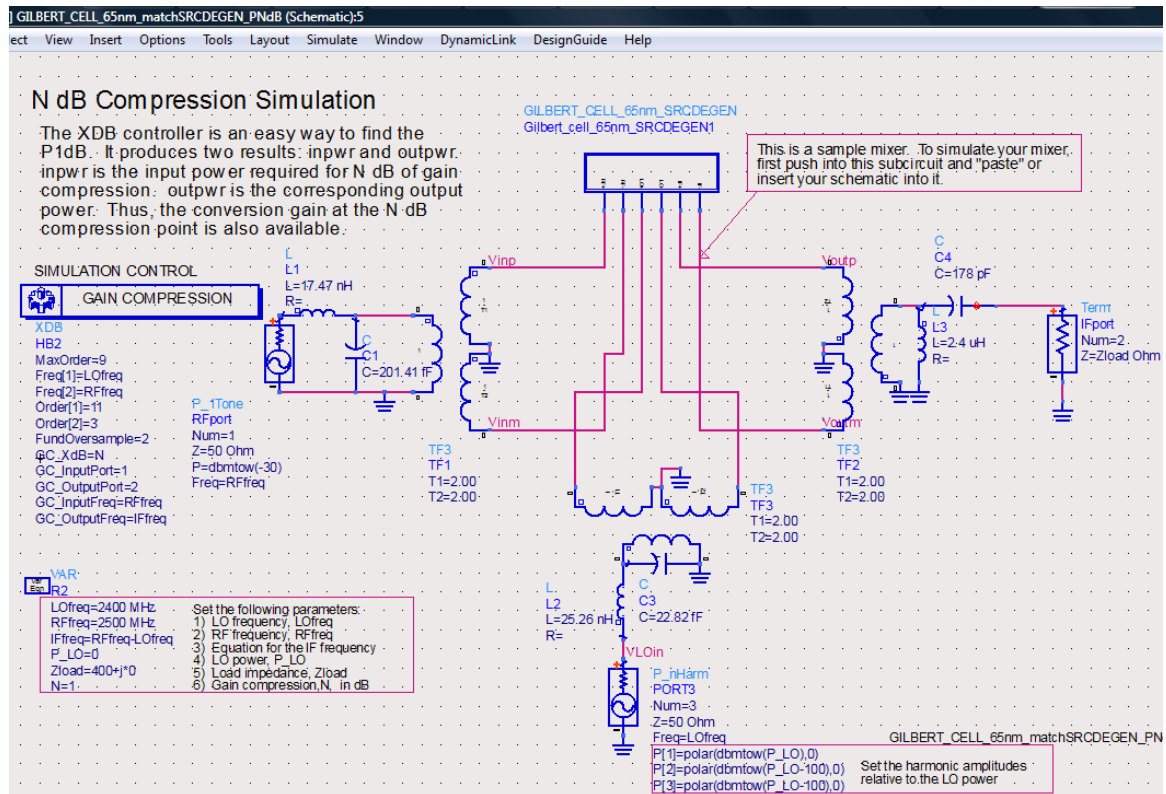 ] GILBERT_CELL_65nm_matchSRCDEGEN_PNdB (Schematic):5
ect View Insert Options Tools Layout Simulate Window DynamicLink DesignGuide Help
N dB Compression Simulation
The XDB controller is an easy way to find the
P1dB. It produces two results: inpwr and outpwr.
inpwr is the input power required for N dB of gain
compression. outpwr is the corresponding output
power. Thus, the conversion gain at the N dB
compression point is also available.
GILBERT_CELL_65nm_SRCDEGEN
Gilbert_cell_65nm_SRCDEGEN1
This is a sample mixer. To simulate your mixer,
first push into this subcircuit and "paste" or
insert your schematic into it.
SIMULATION CONTROL
GAIN COMPRESSION
XDB
HB2
MaxOrder=9
Freq[1]=LOfreq
Freq[2]=RFfreq
Order[1]=11
Order[2]=3
FundOversample=2
GC_XdB=N
GC_InputPort=1
GC_OutputPort=2
GC_InputFreq=RFfreq
GC_OutputFreq=IFfreq
L
L1
L=17.47 nH
R=
C
C1
C=201.41 fF
P_1Tone
RFport
Num=1
Z=50 Ohm
P=dbmtow(-30)
Freq=RFfreq
Vinp
Vinm
TF3
TF1
T1=2.00
T2=2.00
Voutp
Voutm
TF3
TF2
T1=2.00
T2=2.00
C
C4
C=178 pF
L
L3
L=2.4 uH
R=
Term
IFport
Num=2
Z=Zload Ohm
TF3
TF3
T1=2.00
T2=2.00
L
L2
L=25.26 nH
R=
C
C3
C=22.82 fF
VLOin
P_nHarm
PORT3
Num=3
Z=50 Ohm
Freq=LOfreq
P[1]=polar(dbmtow(P_LO),0)
P[2]=polar(dbmtow(P_LO-100),0)
P[3]=polar(dbmtow(P_LO-100),0)
Set the harmonic amplitudes
relative to the LO power
GILBERT_CELL_65nm_matchSRCDEGEN_PN
Var
Eqn
VAR
R2
LOfreq=2400 MHz
RFfreq=2500 MHz
IFfreq=RFfreq-LOfreq
P_LO=0
Zload=400+j*0
N=1
Set the following parameters:
1) LO frequency, LOfreq
2) RF frequency, RFfreq
3) Equation for the IF frequency
4) LO power, P_LO
5) Load impedance, Zload
6) Gain compression,N, in dB